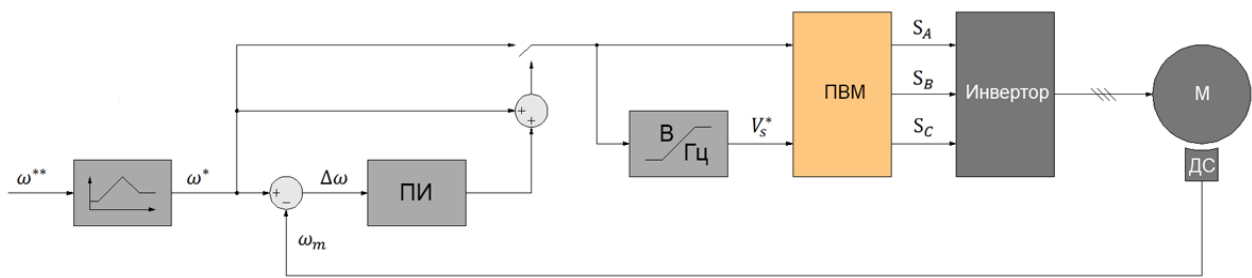 S_A
ПВМ
S_B
Инвертор
М
В
Гц
V_s^*
S_C
ДС
ω^{**}
ω^*
+
−
Δω
ПИ
+
+
ω_m